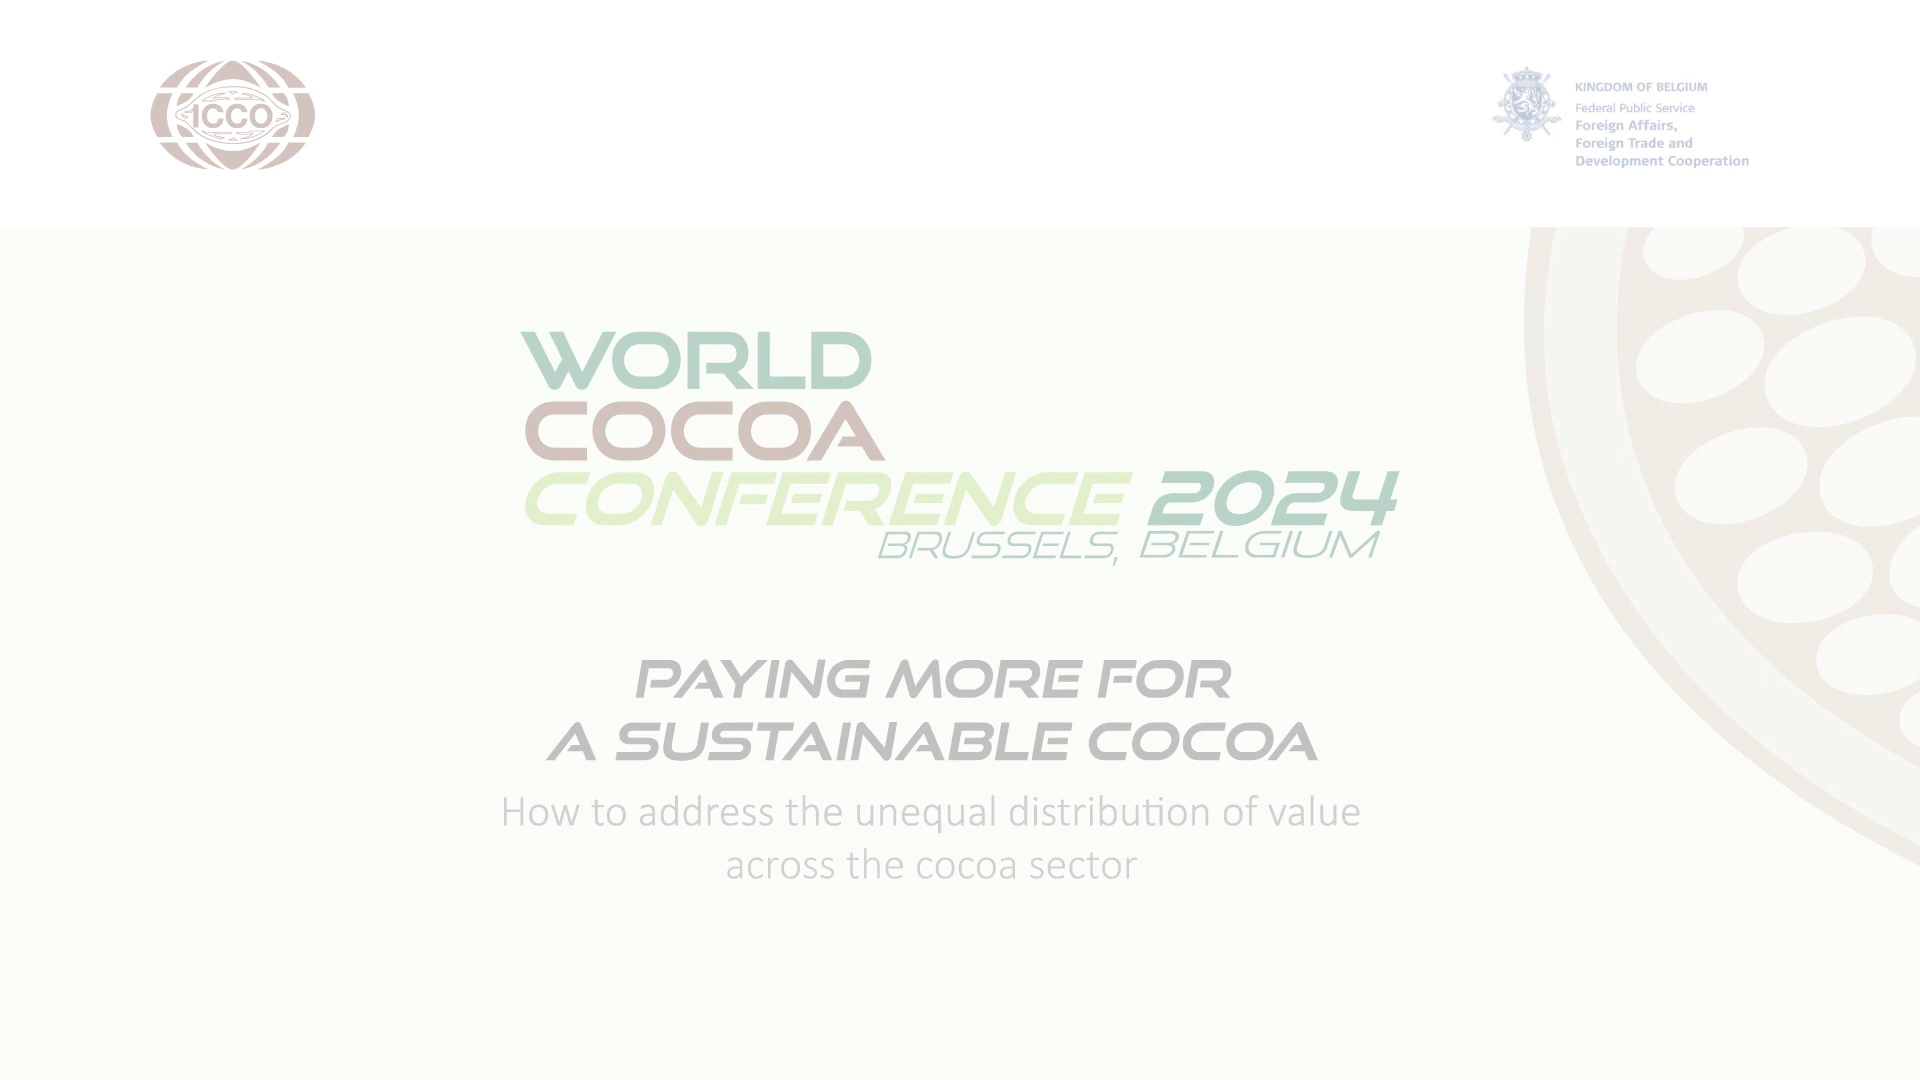 ICCO
KINGDOM OF BELGIUM
Federal Public Service
Foreign Affairs,
Foreign Trade and
Development Cooperation
WORLD
COCOA
CONFERENCE 2024
BRUSSELS, BELGIUM
PAYING MORE FOR
A SUSTAINABLE COCOA
How to address the unequal distribution of value
across the cocoa sector